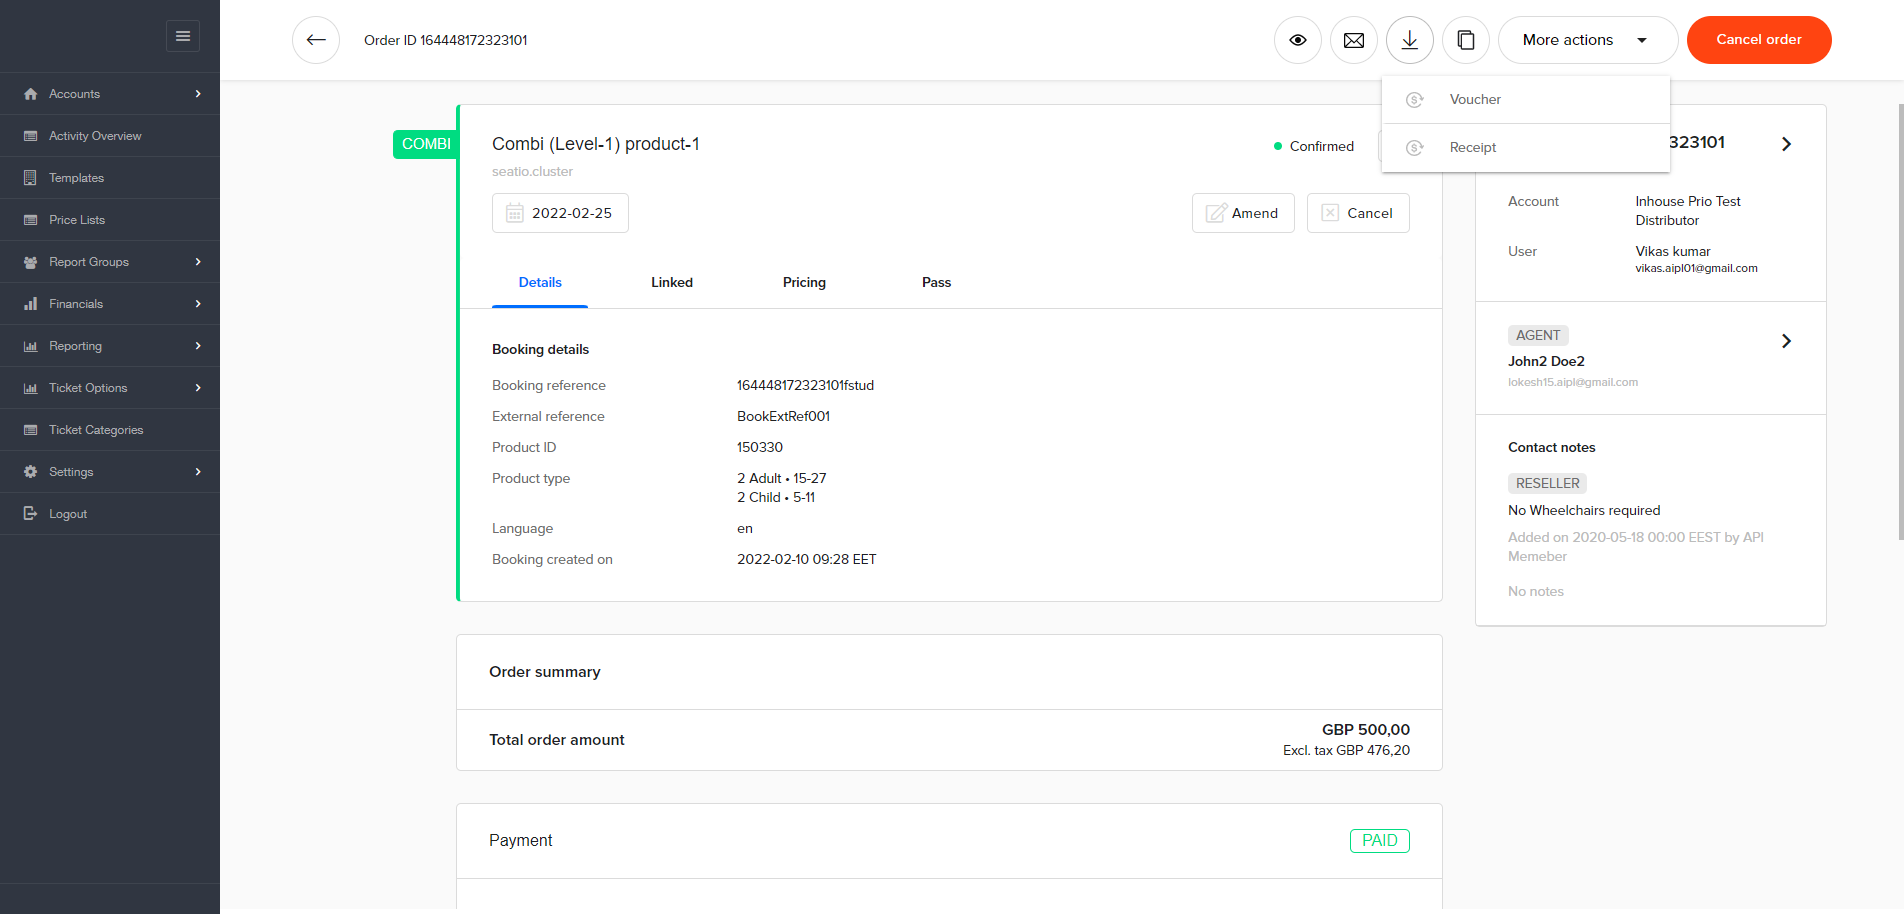 Order ID 164448172323101
More actions
Cancel order
Voucher
Receipt
Accounts
Activity Overview
Templates
Price Lists
Report Groups
Financials
Reporting
Ticket Options
Ticket Categories
Settings
Logout
COMBI
Combi (Level-1) product-1
seatio.cluster
Confirmed
2022-02-25
Amend
Cancel
Details
Linked
Pricing
Pass
Booking details
Booking reference
164448172323101fstud
External reference
BookExtRef001
Product ID
150330
Product type
2 Adult • 15-27
2 Child • 5-11
Language
en
Booking created on
2022-02-10 09:28 EET
Order summary
Total order amount
GBP 500,00
Excl. tax GBP 476,20
Payment
PAID
323101
Account
Inhouse Prio Test
Distributor
User
Vikas kumar
vikas.aipl01@gmail.com
AGENT
John2 Doe2
lokesh15.aipl@gmail.com
Contact notes
RESELLER
No Wheelchairs required
Added on 2020-05-18 00:00 EEST by API
Memeber
No notes